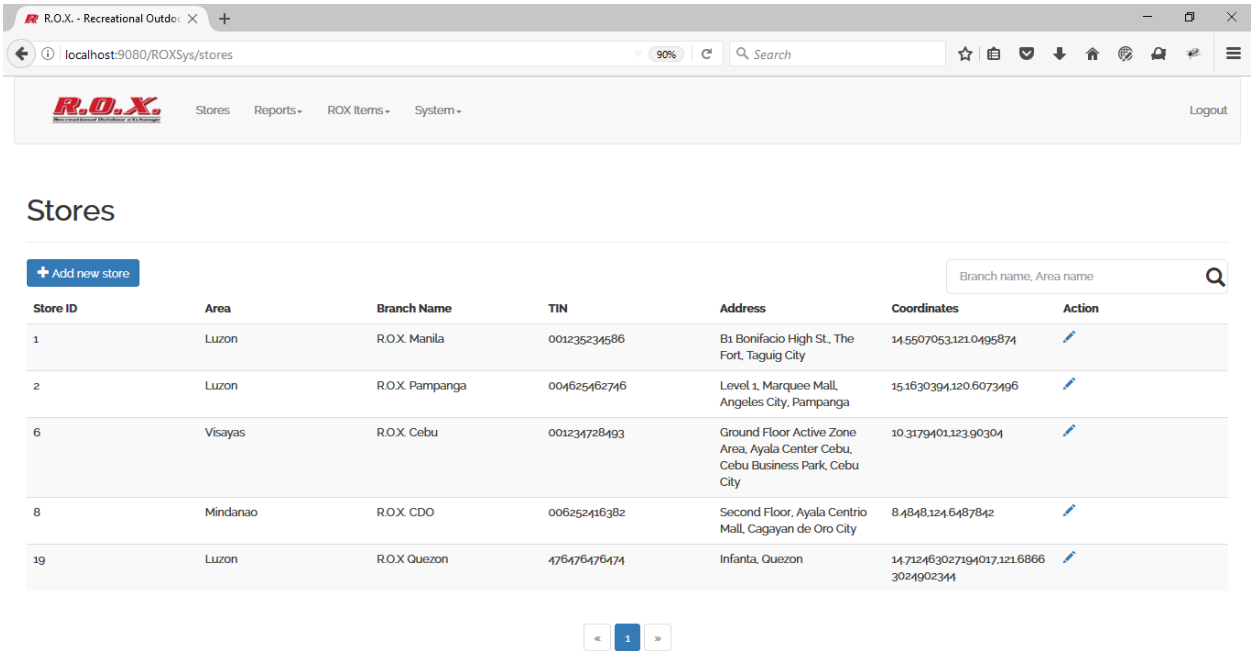 R.O.X. - Recreational Outdoo
localhost:9080/ROXSys/stores
90%
Search
R.O.X.
Recreational Outdoor eXchange
Stores
Reports
ROX Items
System
Logout
Stores
Add new store
Branch name, Area name
Store ID Area Branch Name TIN Address Coordinates Action
1 Luzon R.O.X. Manila 001235234586 B1 Bonifacio High St., The 14.5507053,121.0495874
Fort, Taguig City
2 Luzon R.O.X. Pampanga 004625462746 Level 1, Marquee Mall, 15.1630394,120.6073496
Angeles City, Pampanga
6 Visayas R.O.X. Cebu 001234728493 Ground Floor Active Zone 10.3179401,123.90304
Area, Ayala Center Cebu,
Cebu Business Park, Cebu
City
8 Mindanao R.O.X. CDO 006252416382 Second Floor, Ayala Centrio 8.4848,124.6487842
Mall, Cagayan de Oro City
19 Luzon R.O.X Quezon 476476476474 Infanta, Quezon 14.712463027194017,121.6866
3024902344
« 1 »